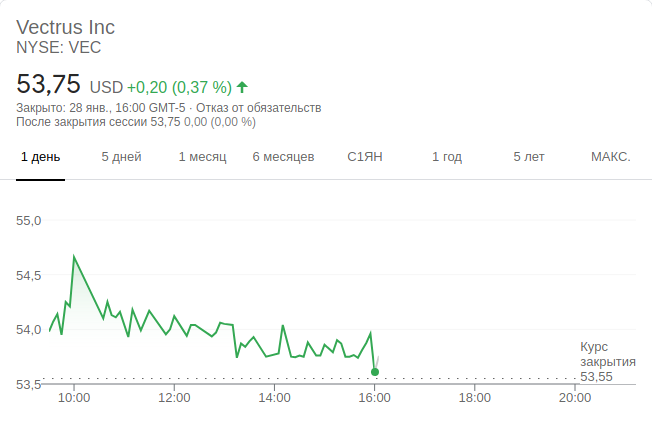 Vectrus Inc
NYSE: VEC
53,75 USD +0,20 (0,37 %)
Закрыто: 28 янв., 16:00 GMT-5 · Отказ от обязательств
После закрытия сессии 53,75 0,00 (0,00 %)
1 день 5 дней 1 месяц 6 месяцев С1ЯН 1 год 5 лет МАКС.
55,0
54,5
54,0
53,5
Курс
закрытия
53,55
10:00 12:00 14:00 16:00 18:00 20:00